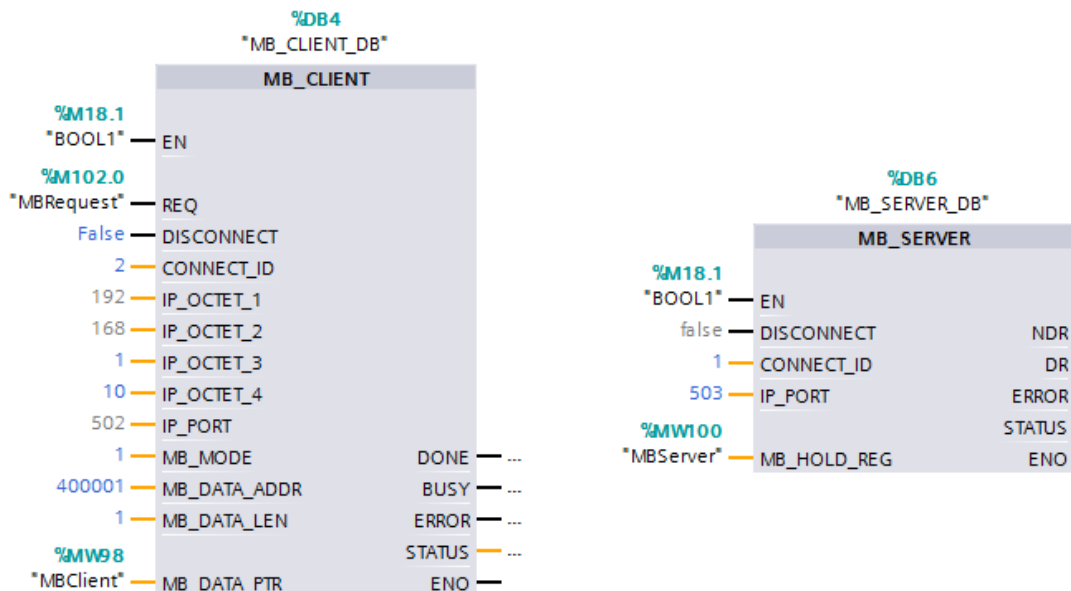 %DB4
"MB_CLIENT_DB"
MB_CLIENT
%M18.1
"BOOL1"
EN
%M102.0
"MBRequest"
REQ
False
DISCONNECT
2
CONNECT_ID
192
IP_OCTET_1
168
IP_OCTET_2
1
IP_OCTET_3
10
IP_OCTET_4
502
IP_PORT
1
MB_MODE
DONE
...
400001
MB_DATA_ADDR
BUSY
...
1
MB_DATA_LEN
ERROR
...
STATUS
...
%MW98
"MBClient"
MB_DATA_PTR
ENO
%DB6
"MB_SERVER_DB"
MB_SERVER
%M18.1
"BOOL1"
EN
false
DISCONNECT
NDR
1
CONNECT_ID
DR
503
IP_PORT
ERROR
STATUS
%MW100
"MBServer"
MB_HOLD_REG
ENO